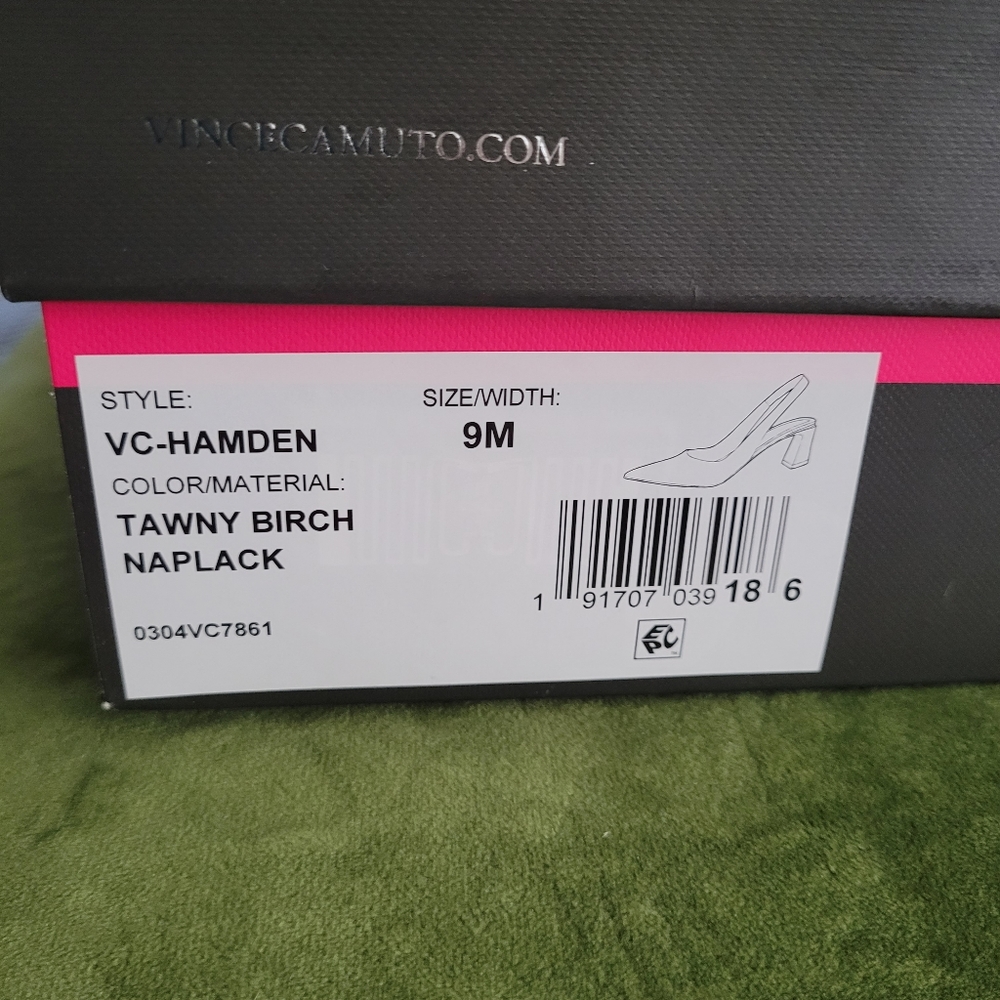 VINCECAMUTO.COM
STYLE:
VC-HAMDEN
SIZE/WIDTH:
9M
COLOR/MATERIAL:
TAWNY BIRCH
NAPLACK
0304VC7861
1 91707 039 18 6
EPC